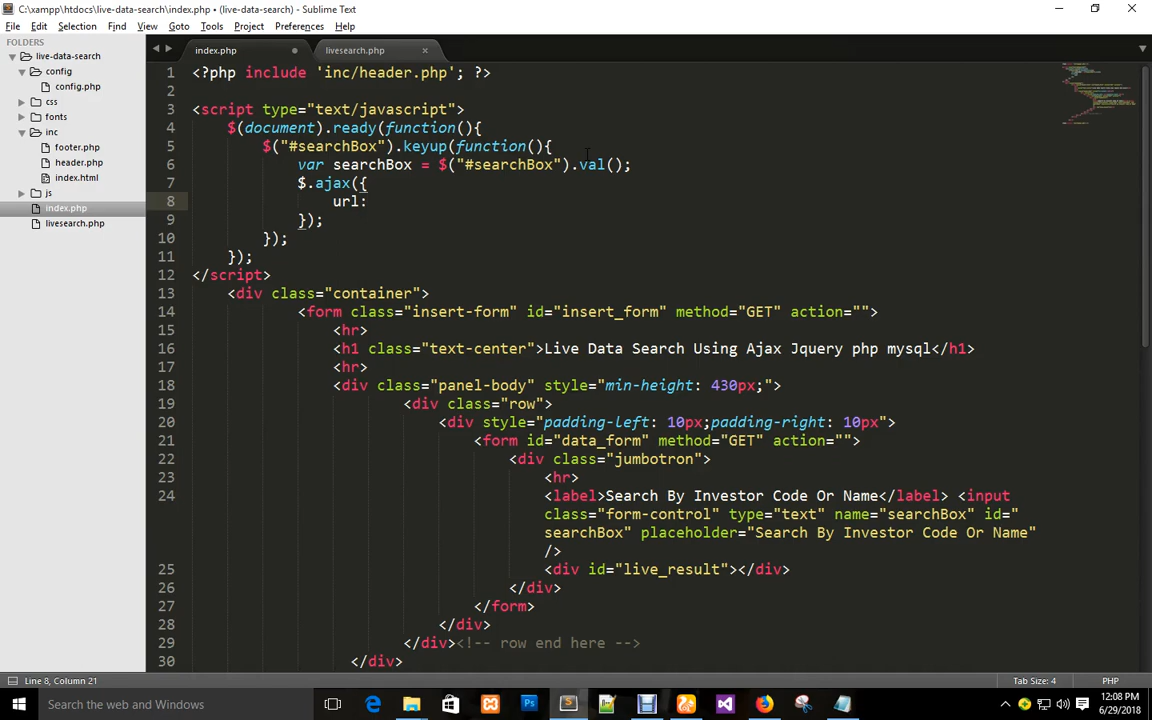 C:\xampp\htdocs\live-data-search\index.php • (live-data-search) - Sublime Text
File Edit Selection Find View Goto Tools Project Preferences Help
FOLDERS
live-data-search
config
config.php
css
fonts
inc
footer.php
header.php
index.html
js
index.php
livesearch.php
index.php livesearch.php
1 <?php include 'inc/header.php'; ?>
2
3 <script type="text/javascript">
4 $(document).ready(function(){
5 $("#searchBox").keyup(function(){
6 var searchBox = $("#searchBox").val();
7 $.ajax({
8 url:
9 });
10 });
11 });
12 </script>
13 <div class="container">
14 <form class="insert-form" id="insert_form" method="GET" action="">
15 <hr>
16 <h1 class="text-center">Live Data Search Using Ajax Jquery php mysql</h1>
17 <hr>
18 <div class="panel-body" style="min-height: 430px;">
19 <div class="row">
20 <div style="padding-left: 10px;padding-right: 10px">
21 <form id="data_form" method="GET" action="">
22 <div class="jumbotron">
23 <hr>
24 <label>Search By Investor Code Or Name</label> <input
class="form-control" type="text" name="searchBox" id="
searchBox" placeholder="Search By Investor Code Or Name"
/>
25 <div id="live_result"></div>
26 </div>
27 </form>
28 </div>
29 </div><!-- row end here -->
30 </div>
Line 8, Column 21 Tab Size: 4 PHP
Search the web and Windows
12:08 PM
6/29/2018